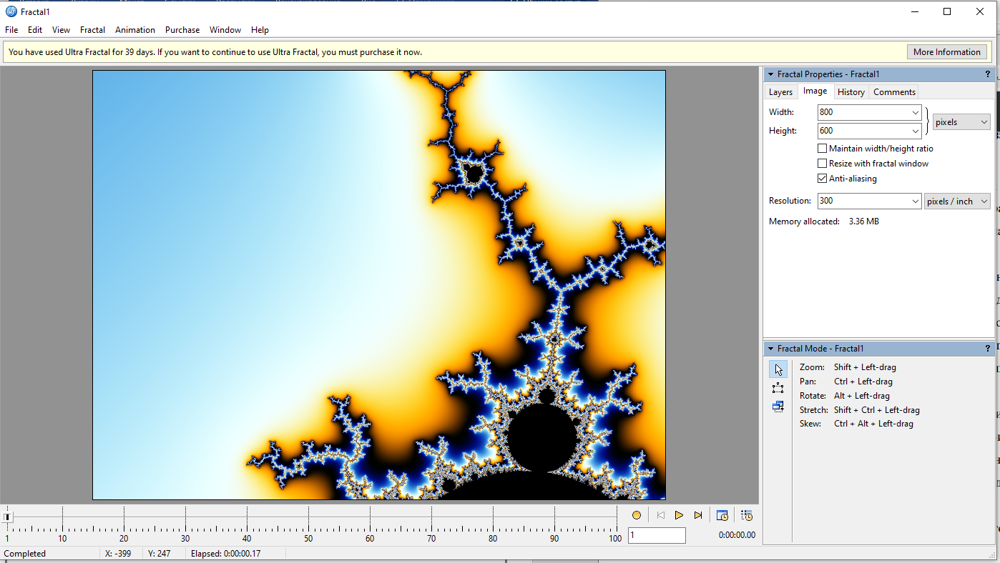 Fractal1
File Edit View Fractal Animation Purchase Window Help
You have used Ultra Fractal for 39 days. If you want to continue to use Ultra Fractal, you must purchase it now.
More Information
Fractal Properties - Fractal1 ?
Layers Image History Comments
Width: 800
pixels
Height: 600
Maintain width/height ratio
Resize with fractal window
Anti-aliasing
Resolution: 300 pixels / inch
Memory allocated: 3.36 MB
Fractal Mode - Fractal1 ?
Zoom: Shift + Left-drag
Pan: Ctrl + Left-drag
Rotate: Alt + Left-drag
Stretch: Shift + Ctrl + Left-drag
Skew: Ctrl + Alt + Left-drag
1 10 20 30 40 50 60 70 80 90 100
1 0:00:00.00
Completed X: -399 Y: 247 Elapsed: 0:00:00.17